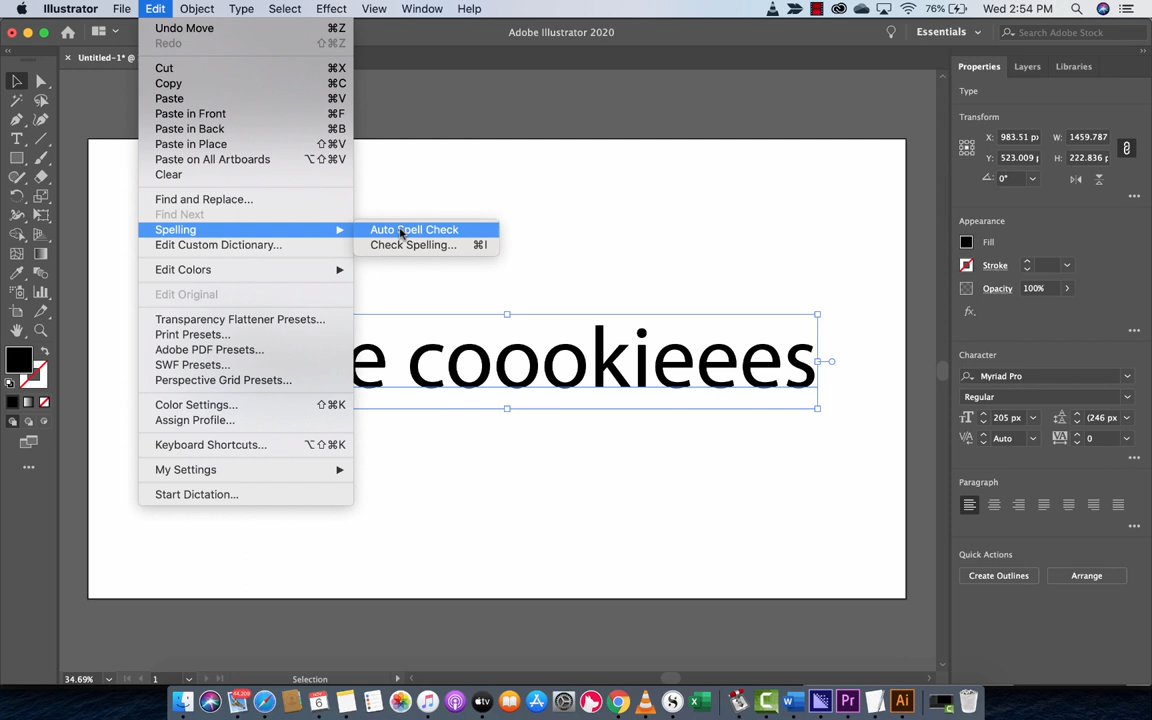 Illustrator File Edit Object Type Select Effect View Window Help 76% Wed 2:54 PM
Adobe Illustrator 2020 Essentials Search Adobe Stock
× Untitled-1* @
Undo Move ⌘Z
Redo ⇧⌘Z
Cut ⌘X
Copy ⌘C
Paste ⌘V
Paste in Front ⌘F
Paste in Back ⌘B
Paste in Place ⇧⌘V
Paste on All Artboards ⌥⇧⌘V
Clear
Find and Replace...
Find Next
Spelling
Edit Custom Dictionary...
Edit Colors
Edit Original
Transparency Flattener Presets...
Print Presets...
Adobe PDF Presets...
SWF Presets...
Perspective Grid Presets...
Color Settings... ⇧⌘K
Assign Profile...
Keyboard Shortcuts... ⌥⇧⌘K
My Settings
Start Dictation...
Auto Spell Check
Check Spelling... ⌘I
e coookieees
Properties Layers Libraries
Type
Transform
X: 983.51 px W: 1459.787
Y: 523.009 H: 222.836
0°
Appearance
Fill
Stroke
Opacity 100%
fx.
Character
Myriad Pro
Regular
205 px (246
Auto 0
Paragraph
Quick Actions
Create Outlines Arrange
34.69% 1 Selection